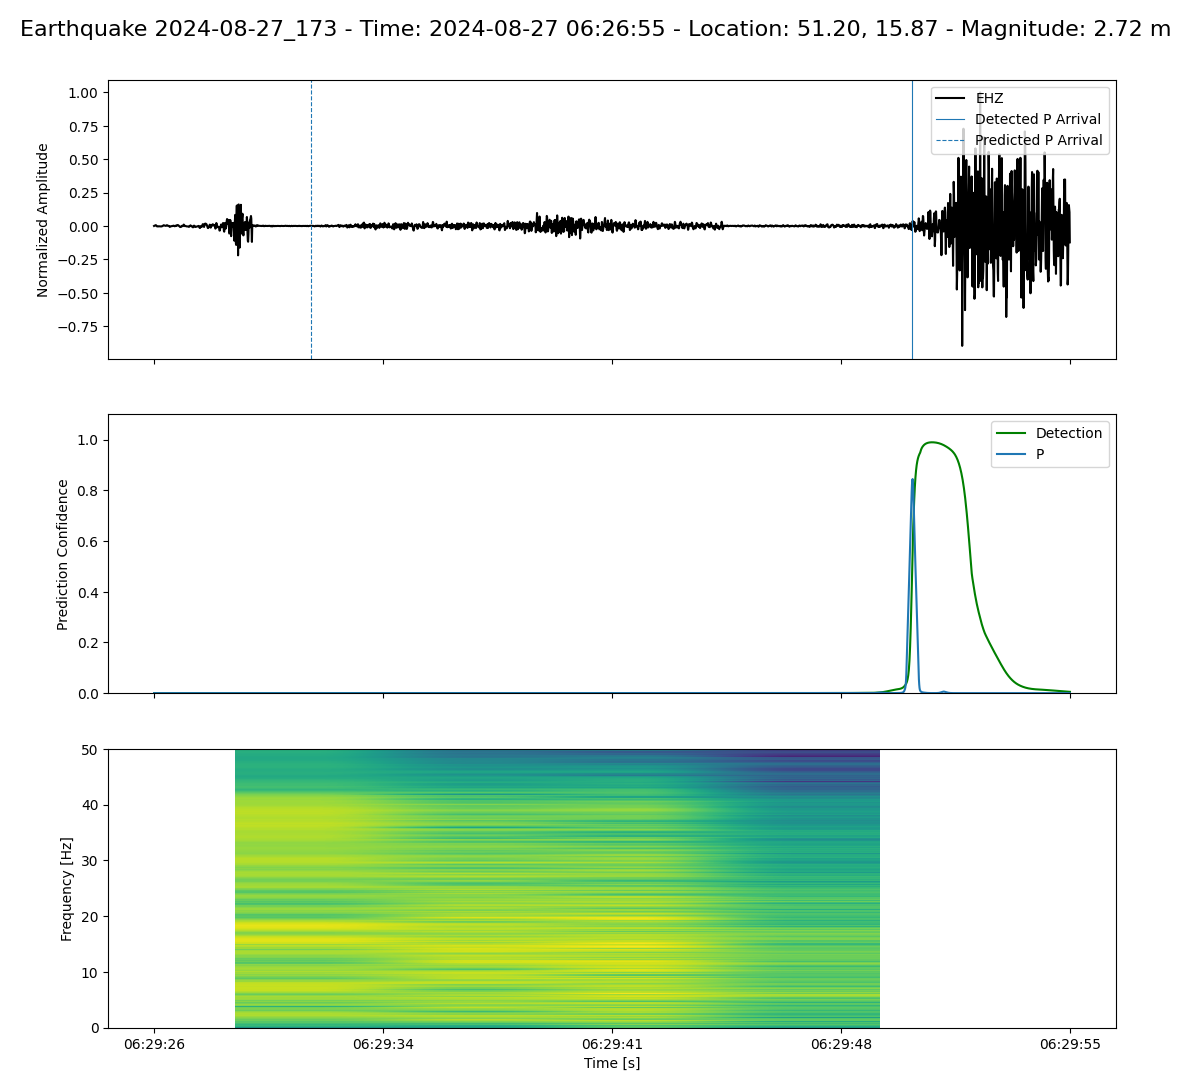 Earthquake 2024-08-27_173 - Time: 2024-08-27 06:26:55 - Location: 51.20, 15.87 - Magnitude: 2.72 m
Normalized Amplitude
1.00
0.75
0.50
0.25
0.00
−0.25
−0.50
−0.75
EHZ
Detected P Arrival
Predicted P Arrival
Prediction Confidence
1.0
0.8
0.6
0.4
0.2
0.0
Detection
P
Frequency [Hz]
50
40
30
20
10
0
06:29:26 06:29:34 06:29:41 06:29:48 06:29:55
Time [s]